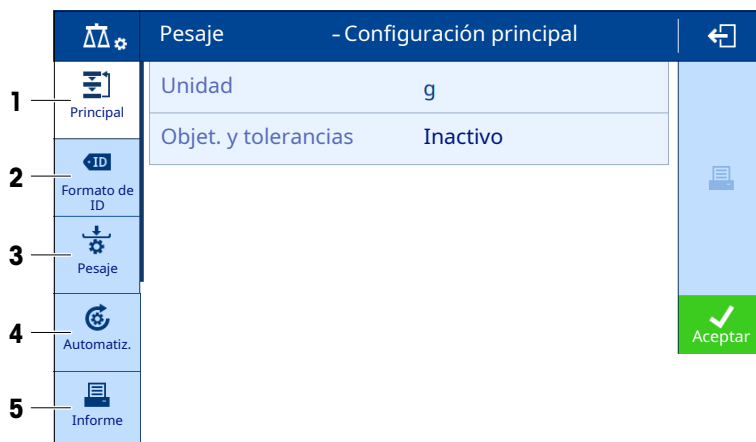 Pesaje – Configuración principal
1
Principal
Unidad g
Objet. y tolerancias Inactivo
2
ID
Formato de
ID
3
Pesaje
4
Automatiz.
Aceptar
5
Informe